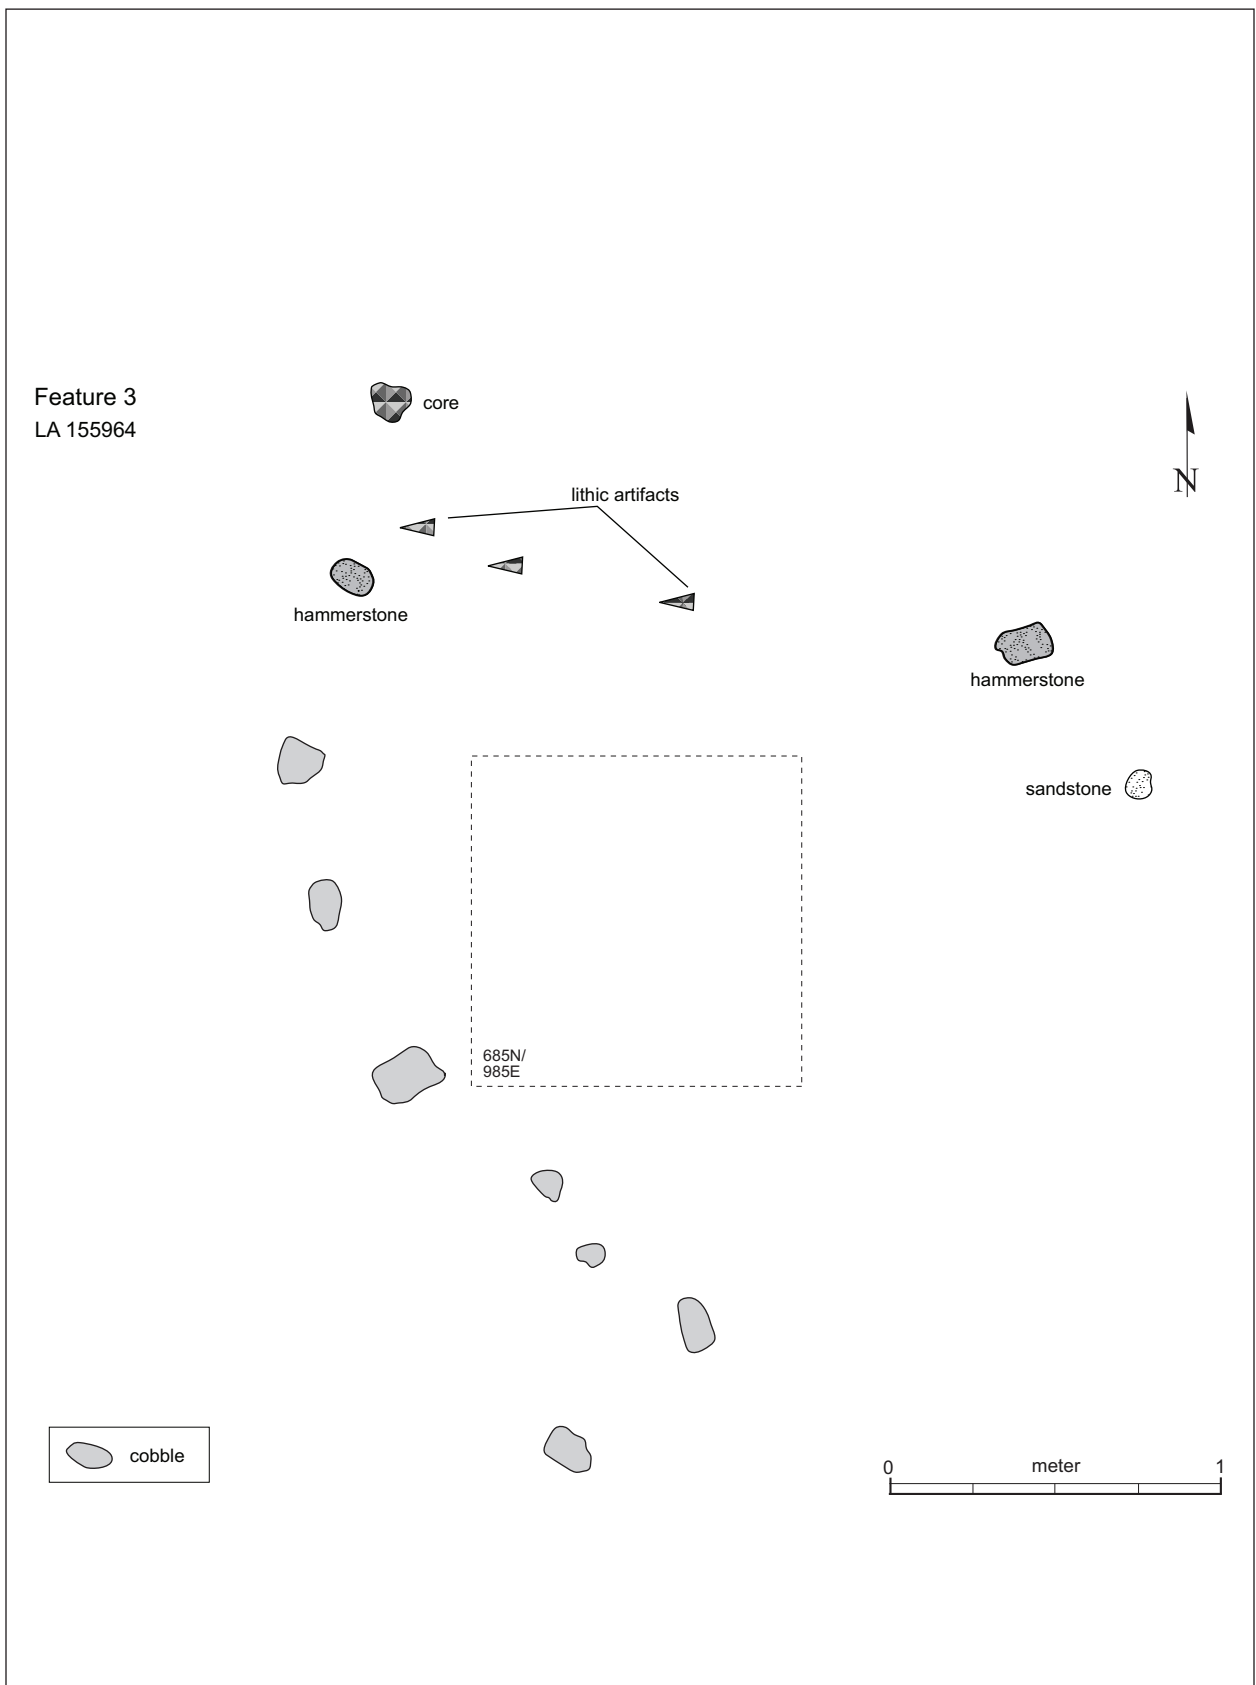 Feature 3
LA 155964
core
N
lithic artifacts
hammerstone
hammerstone
sandstone
685N/
985E
cobble
0 meter 1